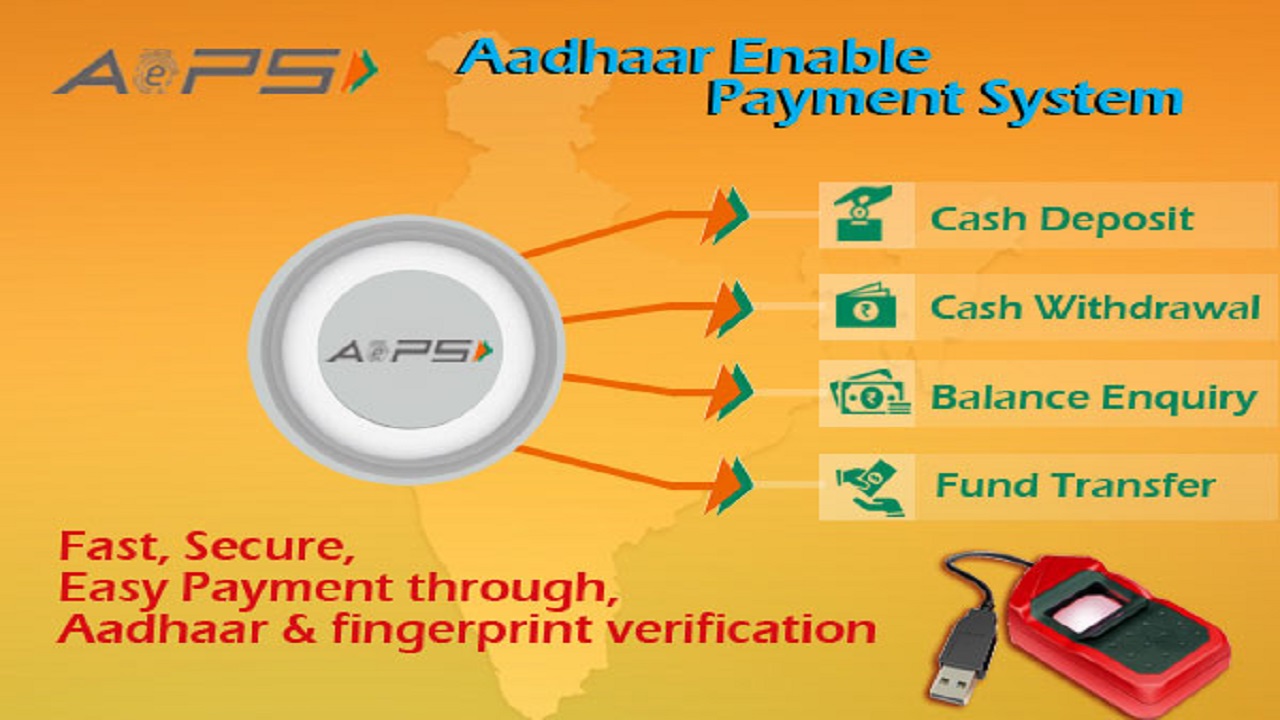 AePS
Aadhaar Enable
Payment System
Cash Deposit
Cash Withdrawal
AePS
Balance Enquiry
Fund Transfer
Fast, Secure,
Easy Payment through,
Aadhaar & fingerprint verification